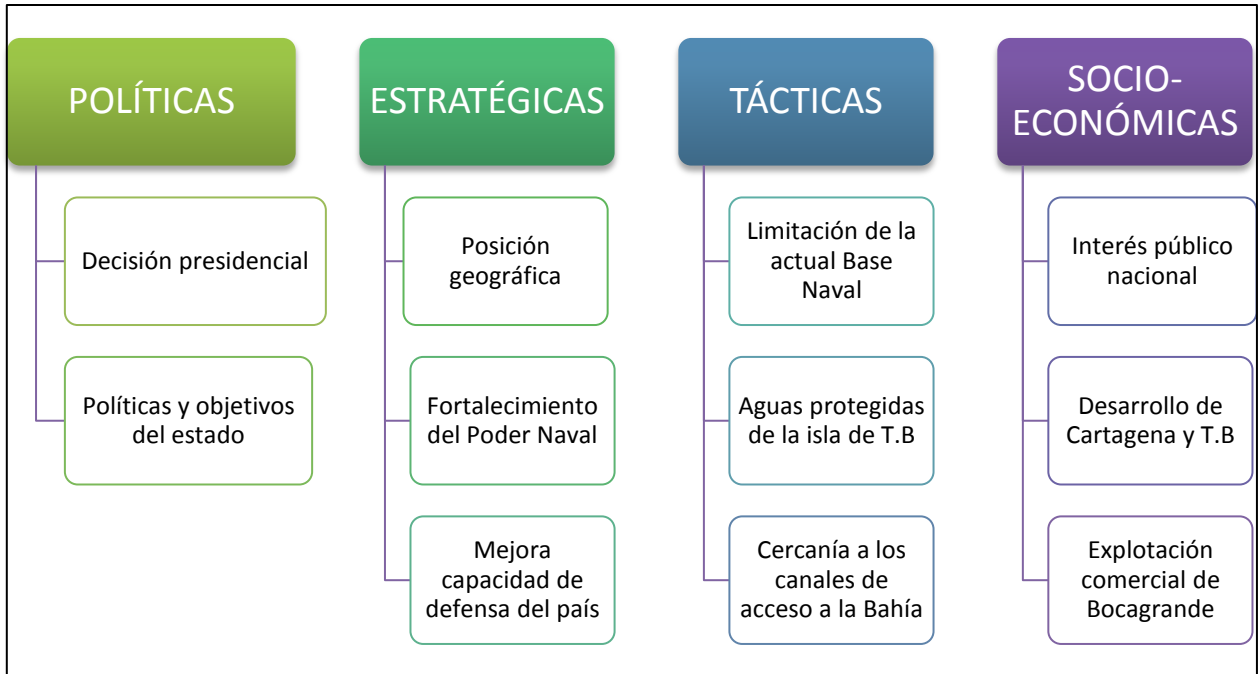 POLÍTICAS
Decisión presidencial
Políticas y objetivos
del estado
ESTRATÉGICAS
Posición
geográfica
Fortalecimiento
del Poder Naval
Mejora
capacidad de
defensa del país
TÁCTICAS
Limitación de la
actual Base
Naval
Aguas protegidas
de la isla de T.B
Cercanía a los
canales de
acceso a la Bahía
SOCIO-
ECONÓMICAS
Interés público
nacional
Desarrollo de
Cartagena y T.B
Explotación
comercial de
Bocagrande